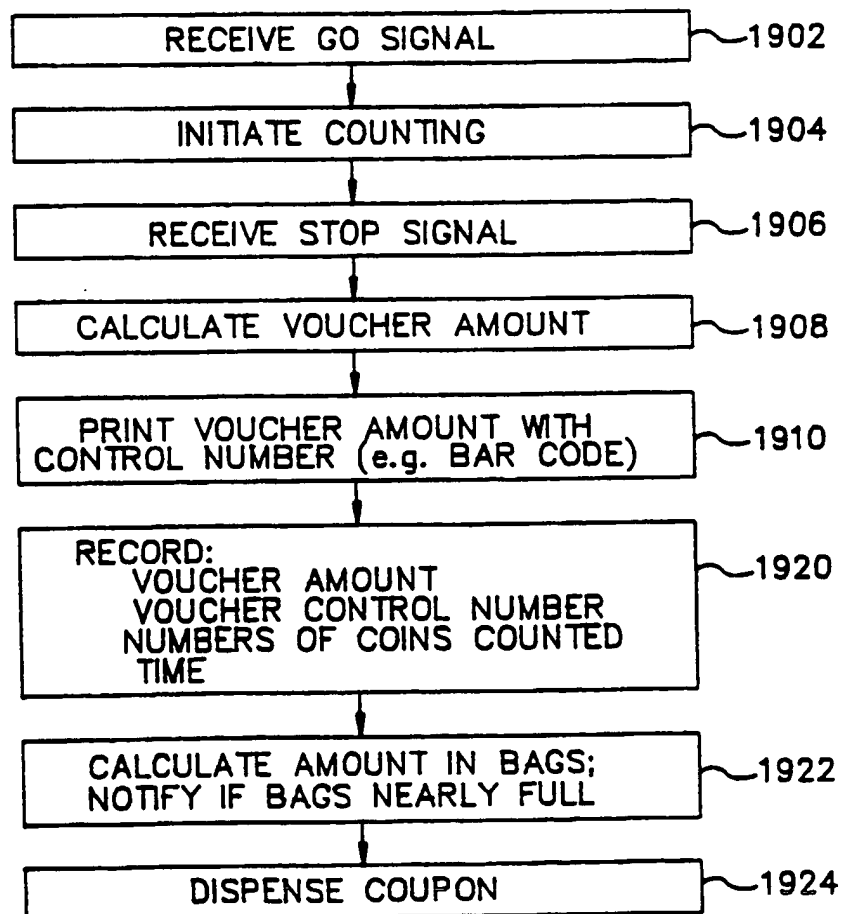 RECEIVE GO SIGNAL 1902
INITIATE COUNTING 1904
RECEIVE STOP SIGNAL 1906
CALCULATE VOUCHER AMOUNT 1908
PRINT VOUCHER AMOUNT WITH
CONTROL NUMBER (e.g. BAR CODE) 1910
RECORD:
VOUCHER AMOUNT 1920
VOUCHER CONTROL NUMBER
NUMBERS OF COINS COUNTED
TIME
CALCULATE AMOUNT IN BAGS;
NOTIFY IF BAGS NEARLY FULL 1922
DISPENSE COUPON 1924